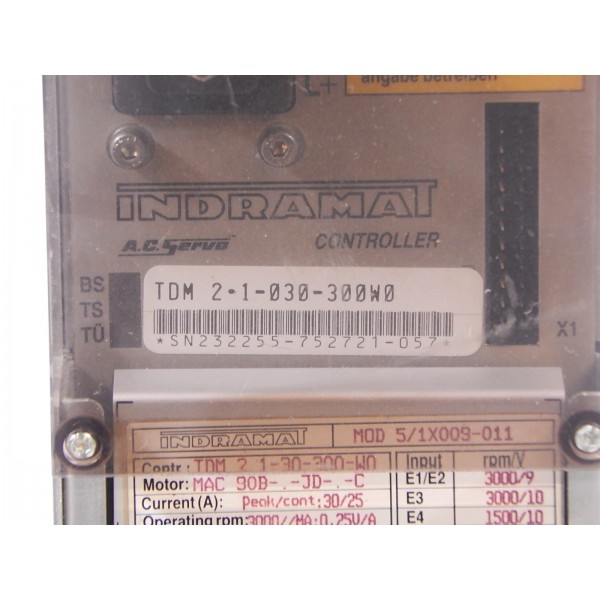 L+
angabe betreiben
INDRAMAT
A.C. Servo CONTROLLER
BS
TS
TÜ
TDM 2•1-030-300W0
*SN232255-752721-057*
X1
INDRAMAT MOD 5/1X009-011
Contr.: TDM 2.1-30-300-W0
Input rpm/V
Motor: MAC 90B-.-JD-.-C
E1/E2 3000/9
Current (A): Peak/cont:30/25
E3 3000/10
Operating rpm:3000//MA:0.25V/A
E4 1500/10